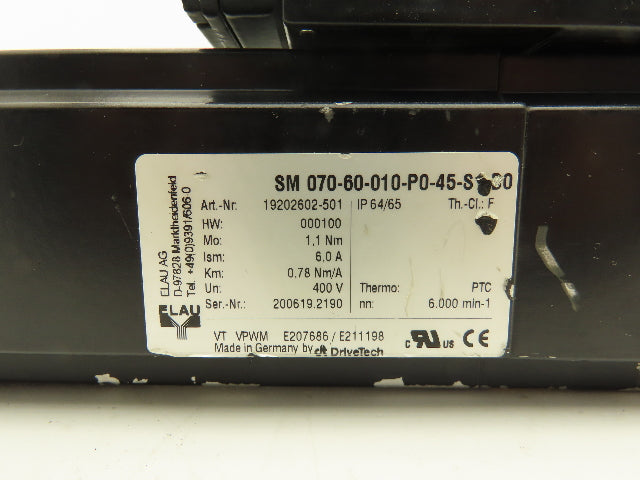 SM 070-60-010-P0-45
Art.-Nr: 19202602-501 IP 64/65 Th.-Cl.: F
HW: 000100
Mo: 1,1 Nm
Ism: 6,0 A
Km: 0,78 Nm/A
Un: 400 V Thermo: PTC
Ser.-Nr.: 200619.2190 nn: 6.000 min-1
VT VPWM E207686 / E211198
Made in Germany by DriveTech
C US CE
ELAU AG
D-97828 Marktheidenfeld
Tel. +49(0)9391/606-0
ELAU